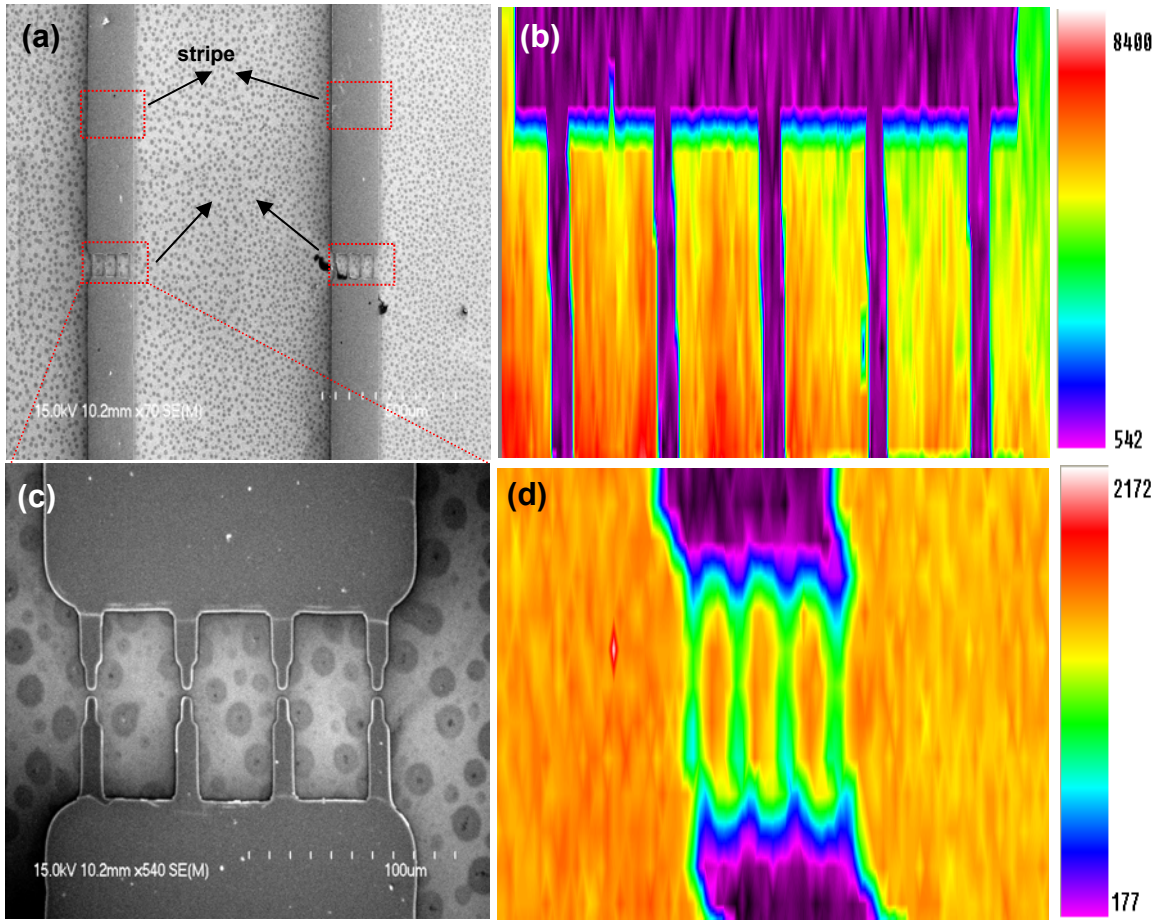 (a)
stripe
15.0kV 10.2mm x70 SE(M)
(b)
8400
542
(c)
15.0kV 10.2mm x540 SE(M)
100um
(d)
2172
177